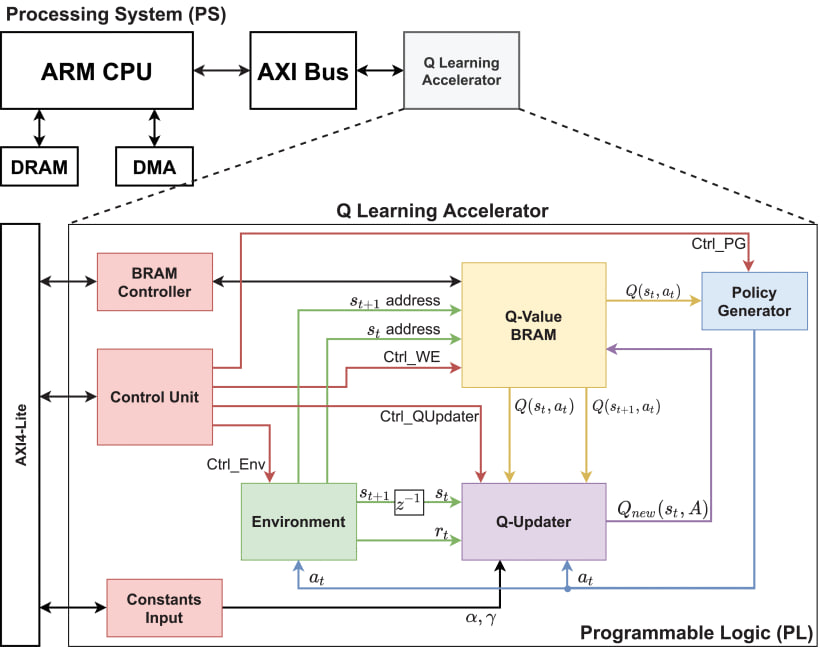 Processing System (PS)
ARM CPU
AXI Bus
Q Learning
Accelerator
DRAM
DMA
Q Learning Accelerator
Ctrl_PG
BRAM
Controller
s_{t+1} address
s_t address
Q-Value
BRAM
Q(s_t, a_t)
Policy
Generator
Ctrl_WE
Control Unit
Ctrl_QUpdater
Q(s_t, a_t)
Q(s_{t+1}, a_t)
AXI4-Lite
Ctrl_Env
Environment
s_{t+1}
z^{-1}
s_t
r_t
Q-Updater
Q_{new}(s_t, A)
a_t
a_t
Constants
Input
α, γ
Programmable Logic (PL)